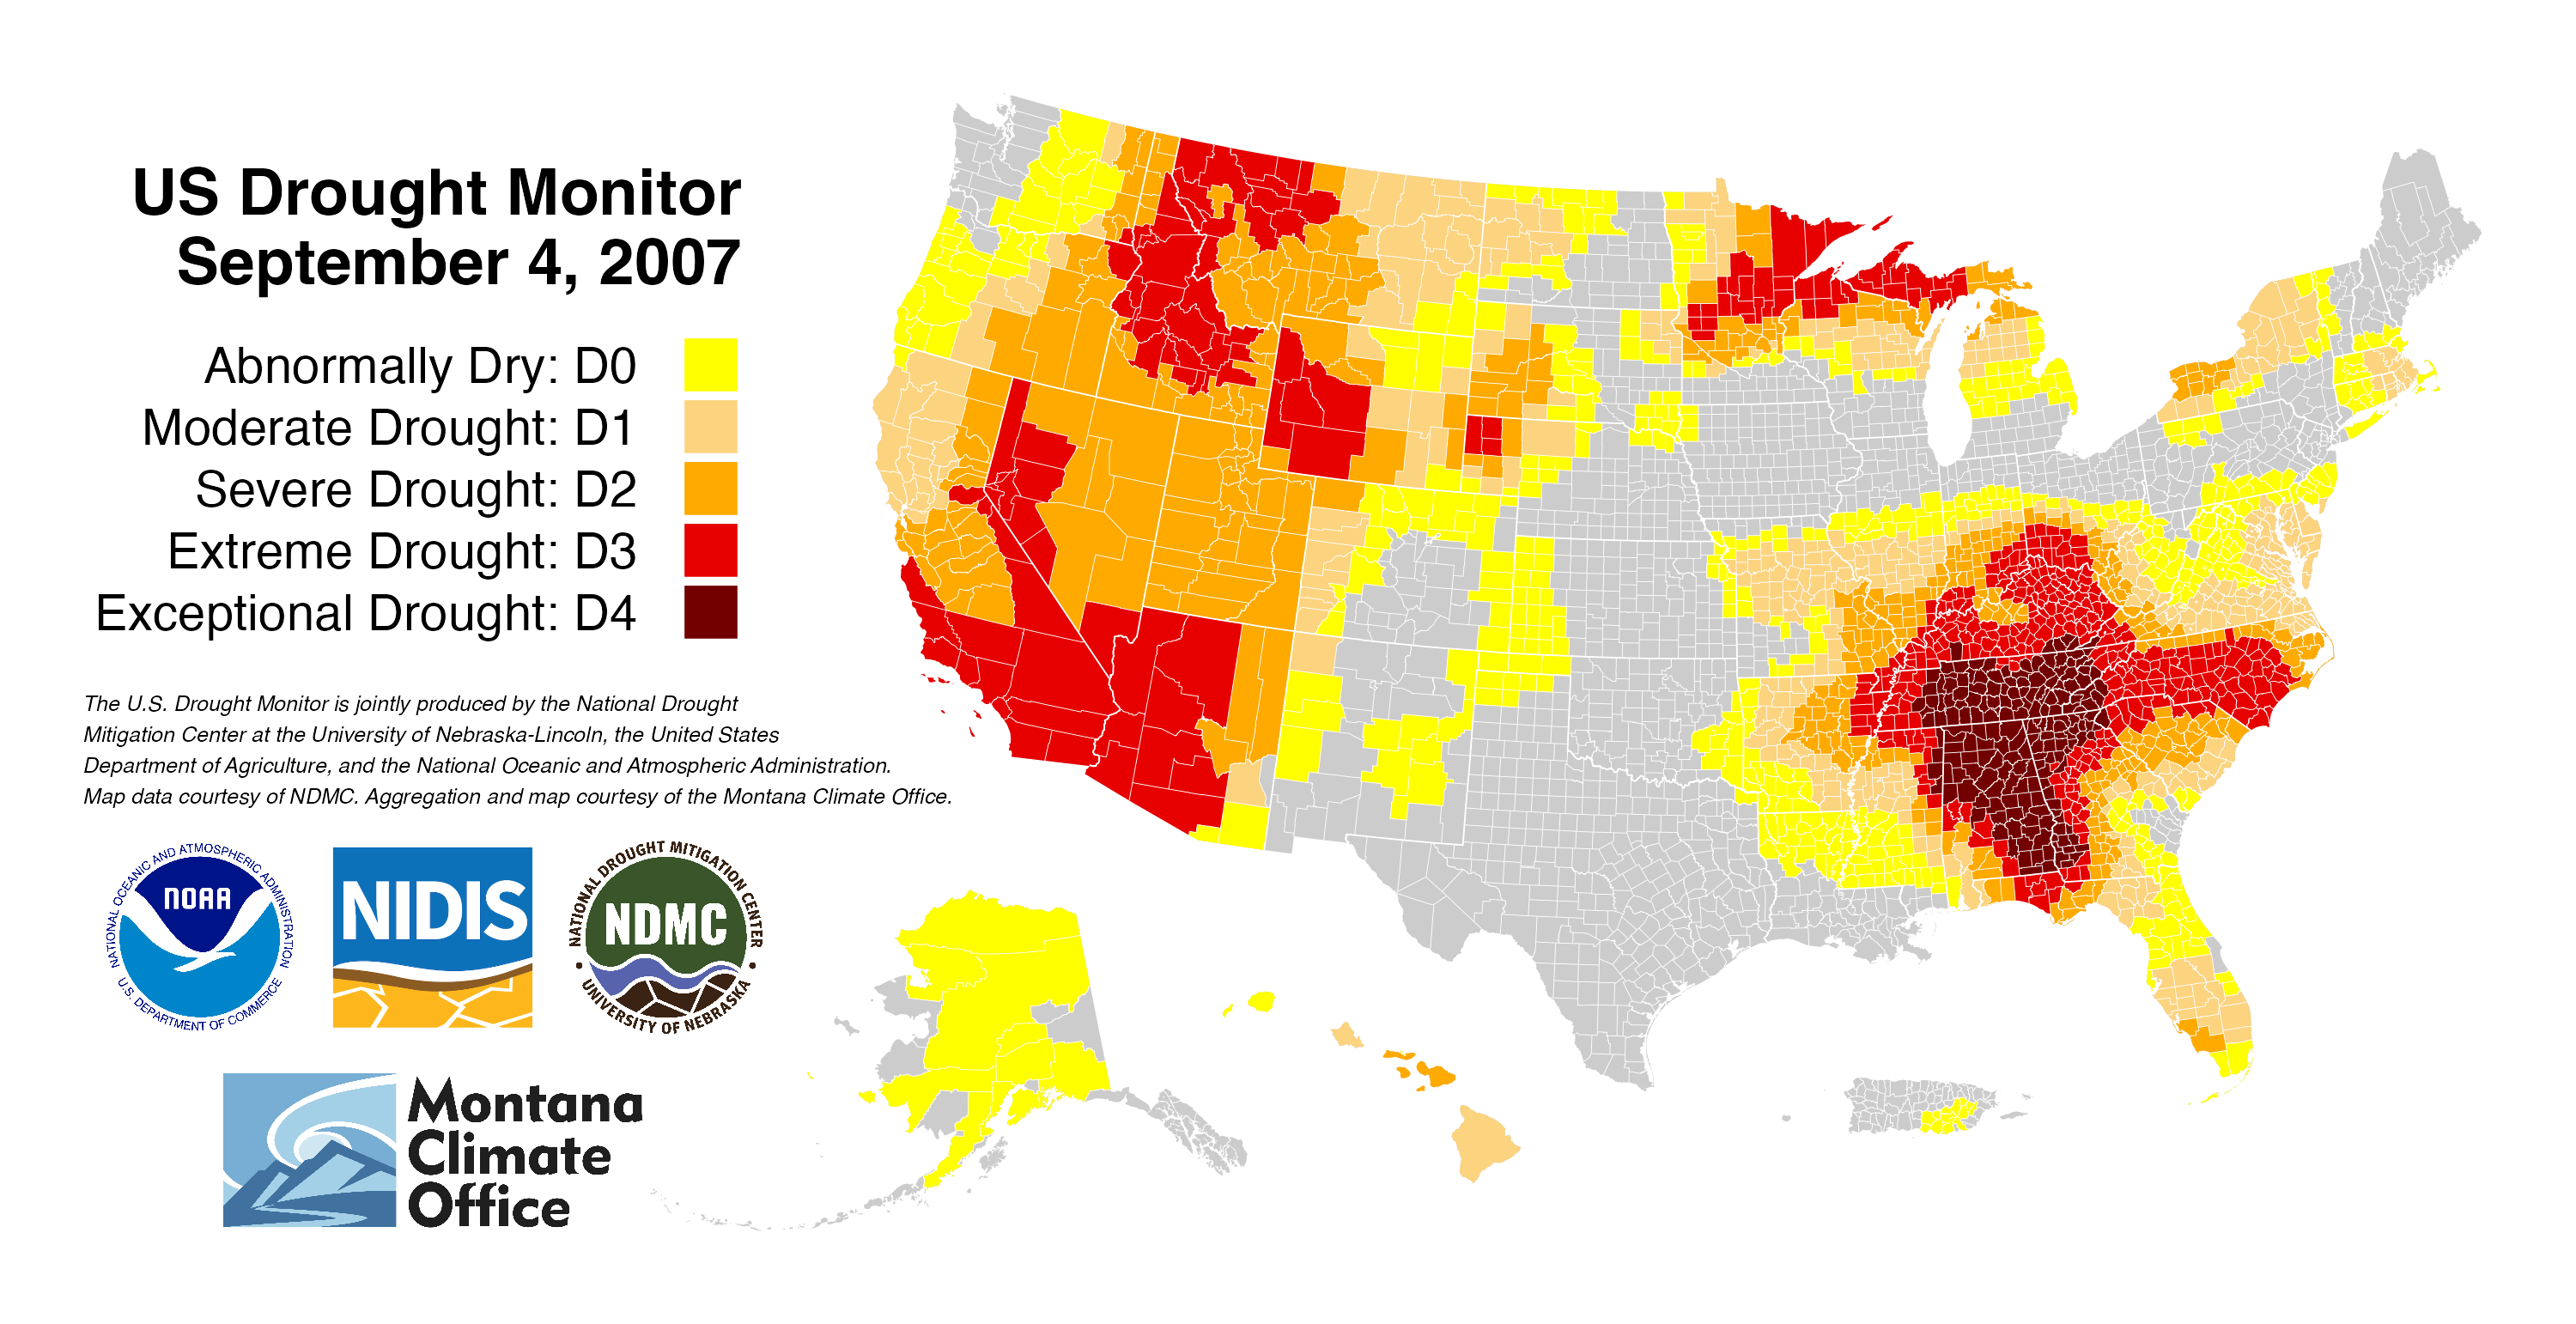 US Drought Monitor
September 4, 2007
Abnormally Dry: D0
Moderate Drought: D1
Severe Drought: D2
Extreme Drought: D3
Exceptional Drought: D4
The U.S. Drought Monitor is jointly produced by the National Drought
Mitigation Center at the University of Nebraska-Lincoln, the United States
Department of Agriculture, and the National Oceanic and Atmospheric Administration.
Map data courtesy of NDMC. Aggregation and map courtesy of the Montana Climate Office.
NATIONAL OCEANIC AND ATMOSPHERIC ADMINISTRATION
NOAA
U.S. DEPARTMENT OF COMMERCE
NIDIS
NATIONAL DROUGHT MITIGATION CENTER
NDMC
UNIVERSITY OF NEBRASKA
Montana
Climate
Office